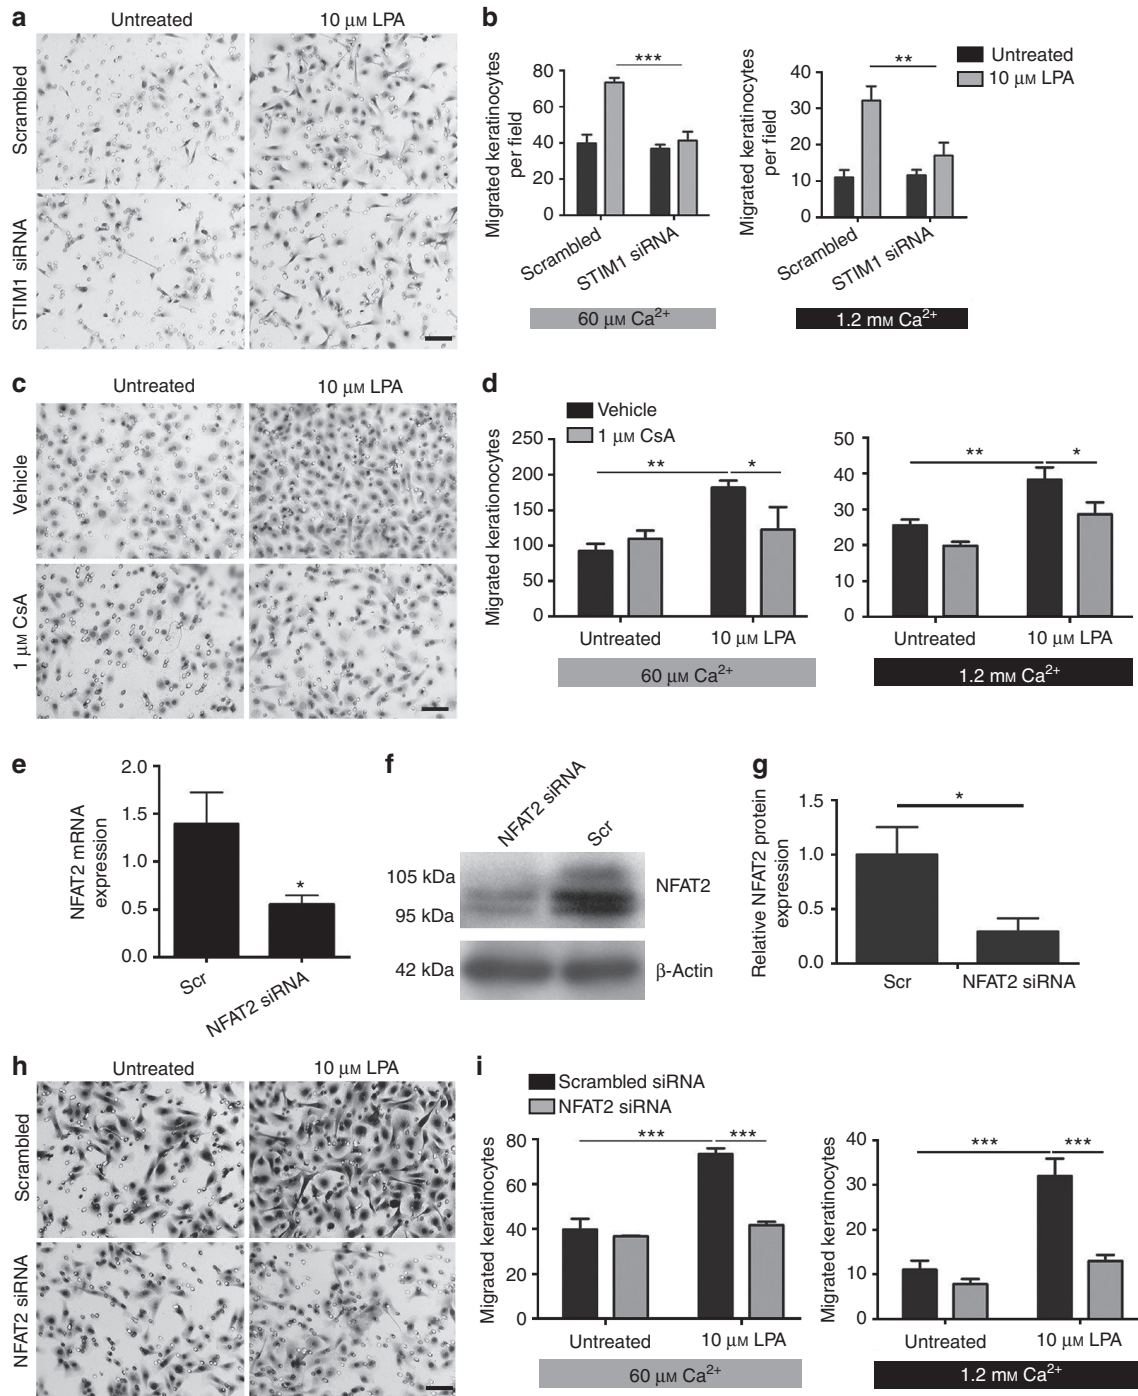 a
Untreated
10 μM LPA
Scrambled
STIM1 siRNA
b
Untreated
10 μM LPA
Migrated keratinocytes
per field
80
60
40
20
0
***
Scrambled
STIM1 siRNA
60 μM Ca2+
Migrated keratinocytes
per field
40
30
20
10
0
**
Scrambled
STIM1 siRNA
1.2 mM Ca2+
c
Untreated
10 μM LPA
Vehicle
1 μM CsA
d
Vehicle
1 μM CsA
Migrated kerationocytes
250
200
150
100
50
0
**
*
Untreated
10 μM LPA
60 μM Ca2+
50
40
30
20
10
0
**
*
Untreated
10 μM LPA
1.2 mM Ca2+
e
NFAT2 mRNA
expression
2.0
1.5
1.0
0.5
0.0
*
Scr
NFAT2 siRNA
f
NFAT2 siRNA
Scr
105 kDa
95 kDa
NFAT2
42 kDa
β-Actin
g
Relative NFAT2 protein
expression
1.5
1.0
0.5
0.0
*
Scr
NFAT2 siRNA
h
Untreated
10 μM LPA
Scrambled
NFAT2 siRNA
i
Scrambled siRNA
NFAT2 siRNA
Migrated keratinocytes
80
60
40
20
0
***
***
Untreated
10 μM LPA
60 μM Ca2+
Migrated keratinocytes
40
30
20
10
0
***
***
Untreated
10 μM LPA
1.2 mM Ca2+